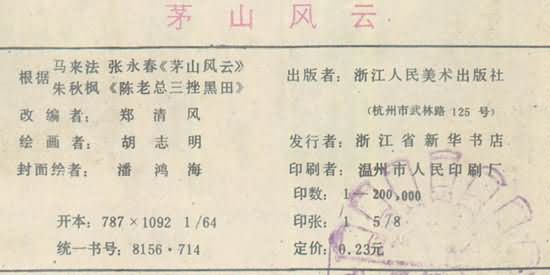 茅山风云
根据 马来法 张永春《茅山风云》
朱秋枫 《陈老总三挫黑田》
改编者： 郑清风
绘画者： 胡志明
封面绘者： 潘鸿海
开本：787×1092 1/64
统一书号：8156·714
出版者：浙江人民美术出版社
（杭州市武林路 125 号）
发行者：浙江省新华书店
印刷者：温州市人民印刷厂
印数：1—200,000
印张：1 5/8
定价：0.23元